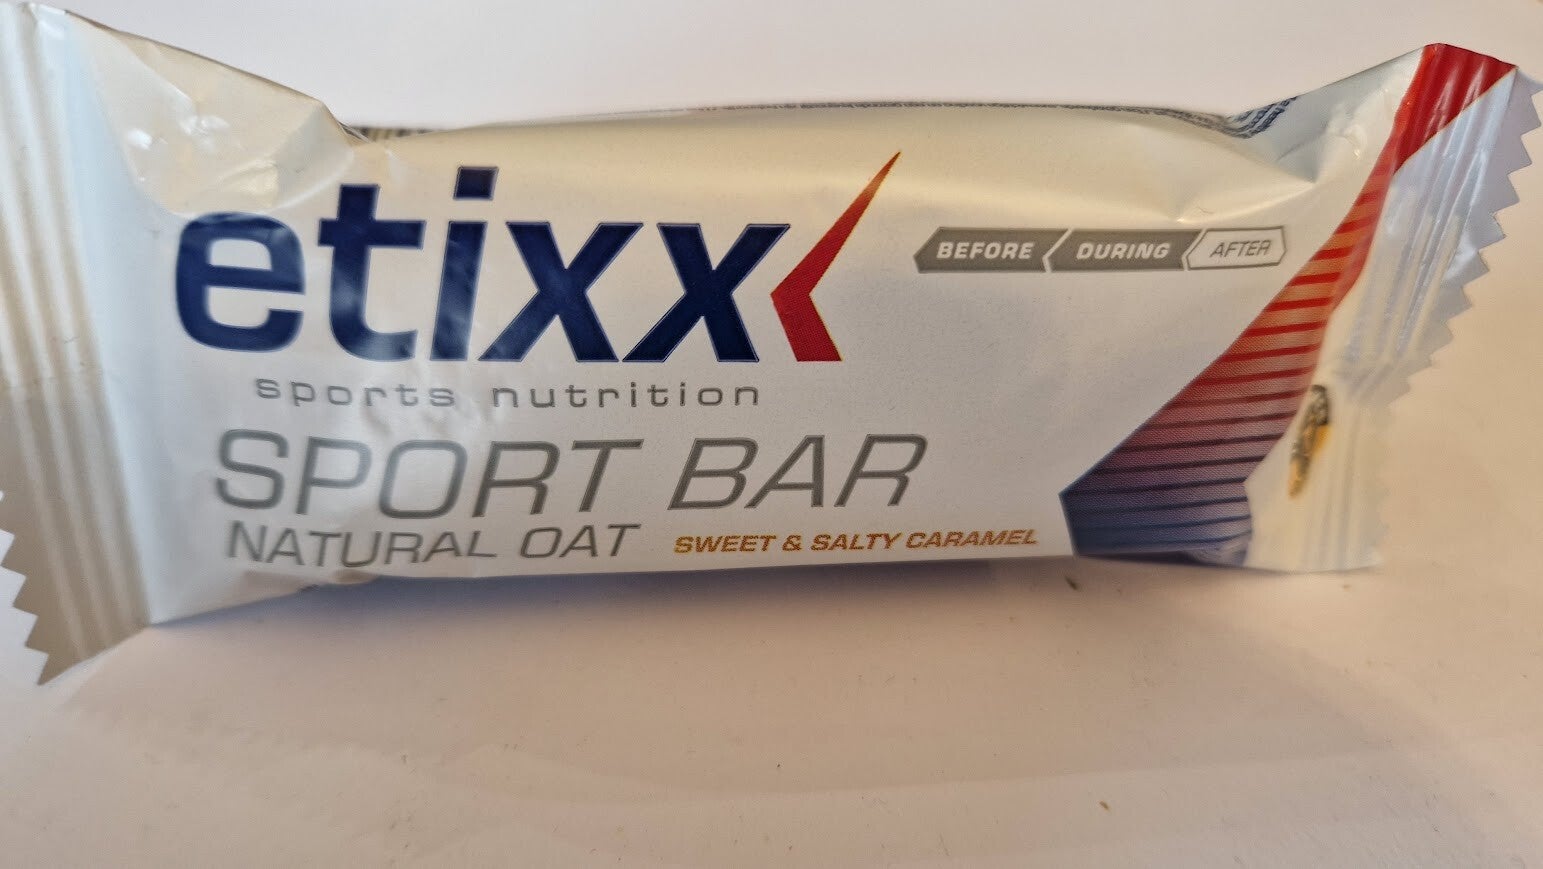 etixx
BEFORE DURING AFTER
sports nutrition
SPORT BAR
NATURAL OAT SWEET & SALTY CARAMEL